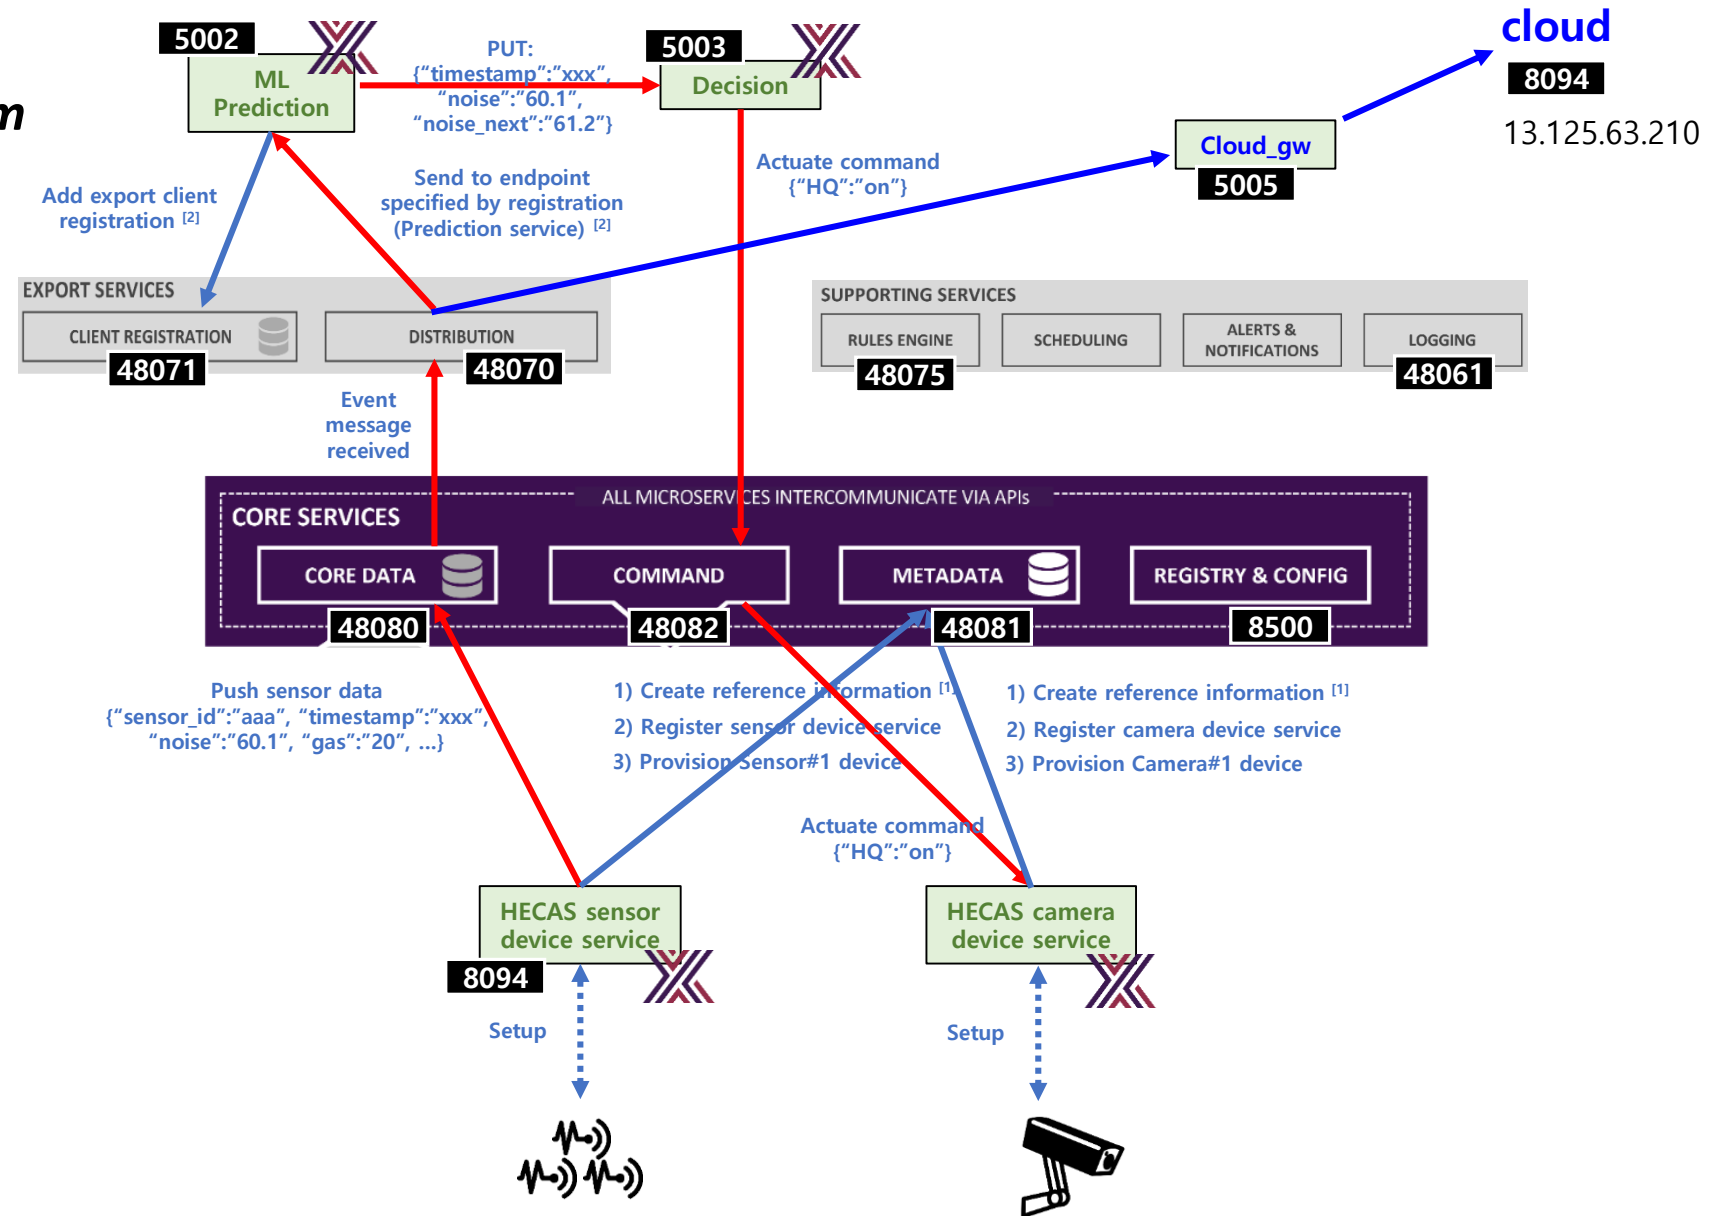 cloud
8094
13.125.63.210
m
5002
ML
Prediction
PUT:
{“timestamp”:”xxx”,
“noise”:”60.1”,
“noise_next”:”61.2”}
5003
Decision
Cloud_gw
5005
Actuate command
{“HQ”:”on”}
Add export client
registration [2]
Send to endpoint
specified by registration
(Prediction service) [2]
EXPORT SERVICES
CLIENT REGISTRATION
48071
DISTRIBUTION
48070
SUPPORTING SERVICES
RULES ENGINE
48075
SCHEDULING
ALERTS &
NOTIFICATIONS
LOGGING
48061
Event
message
received
ALL MICROSERVICES INTERCOMMUNICATE VIA APIs
CORE SERVICES
CORE DATA
48080
COMMAND
48082
METADATA
48081
REGISTRY & CONFIG
8500
Push sensor data
{“sensor_id”:”aaa”, “timestamp”:”xxx”,
“noise”:”60.1”, “gas”:”20”, ...}
1) Create reference information [1]
2) Register sensor device service
3) Provision Sensor#1 device
1) Create reference information [1]
2) Register camera device service
3) Provision Camera#1 device
Actuate command
{“HQ”:”on”}
HECAS sensor
device service
8094
HECAS camera
device service
Setup
Setup